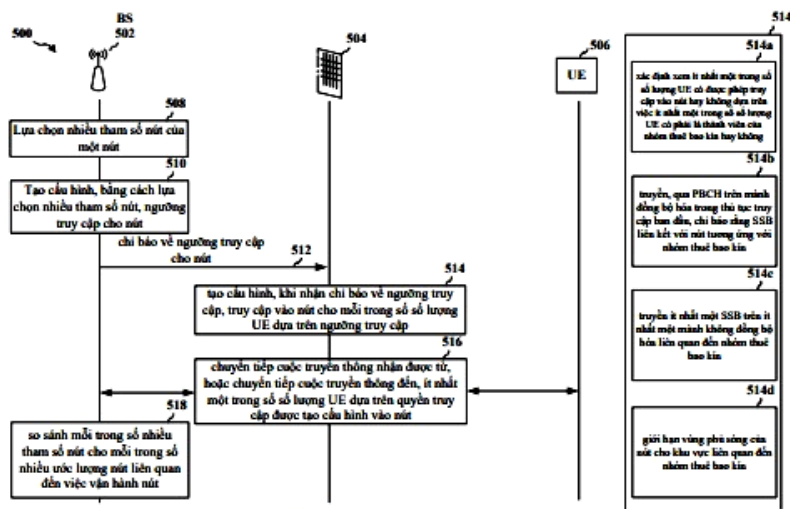 BS
502
500
504
506
UE
508
Lựa chọn nhiều tham số nút của
một nút
510
Tạo cấu hình, bằng cách lựa
chọn nhiều tham số nút, ngưỡng
truy cập cho nút
chỉ báo về ngưỡng truy cập
cho nút
512
514
tạo cấu hình, khi nhận chỉ báo về ngưỡng truy
cập, truy cập vào nút cho mỗi trong số số lượng
UE dựa trên ngưỡng truy cập
516
chuyển tiếp cuộc truyền thông nhận được từ,
hoặc chuyển tiếp cuộc truyền thông đến, ít nhất
một trong số số lượng UE dựa trên quyền truy
cập được tạo cấu hình vào nút
518
so sánh mỗi trong số nhiều
tham số nút cho mỗi trong số
nhiều ước lượng nút liên quan
đến việc vận hành nút
514
514a
xác định xem ít nhất một trong số
số lượng UE có được phép truy
cập vào nút hay không dựa trên
việc ít nhất một trong số số lượng
UE có phải là thành viên của
nhóm thuê bao kín hay không
514b
truyền, qua PBCH trên mành
đồng bộ hóa trong thủ tục truy
cập ban đầu, chỉ báo rằng SSB
liên kết với nút tương ứng với
nhóm thuê bao kín
514c
truyền ít nhất một SSB trên ít
nhất một mành không đồng bộ
hóa liên quan đến nhóm thuê
bao kín
514d
giới hạn vùng phủ sóng của
nút cho khu vực liên quan đến
nhóm thuê bao kín